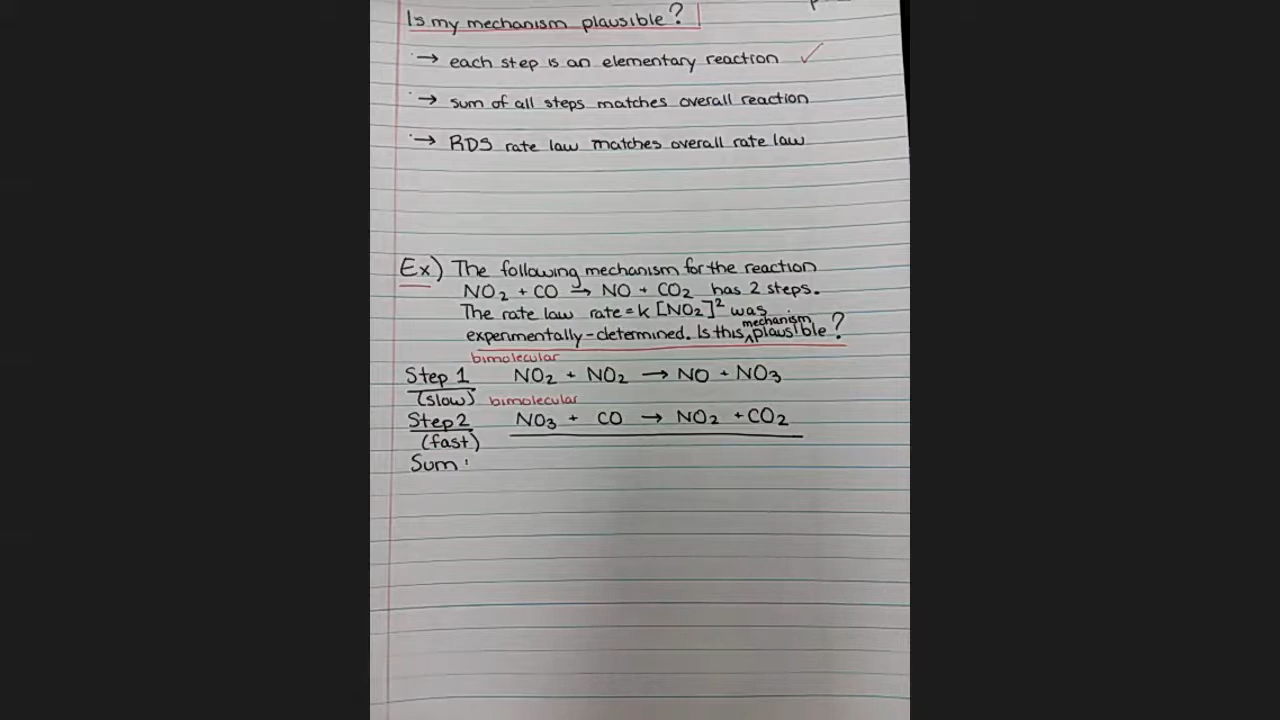 Is my mechanism plausible?
→ each step is an elementary reaction ✓
→ sum of all steps matches overall reaction
→ RDS rate law matches overall rate law
Ex) The following mechanism for the reaction
NO₂ + CO → NO + CO₂ has 2 steps.
The rate law rate = k [NO₂]² was
experimentally-determined. Is this mechanism plausible?
bimolecular
Step 1 NO₂ + NO₂ → NO + NO₃
(slow) bimolecular
Step 2 NO₃ + CO → NO₂ + CO₂
(fast)
Sum: